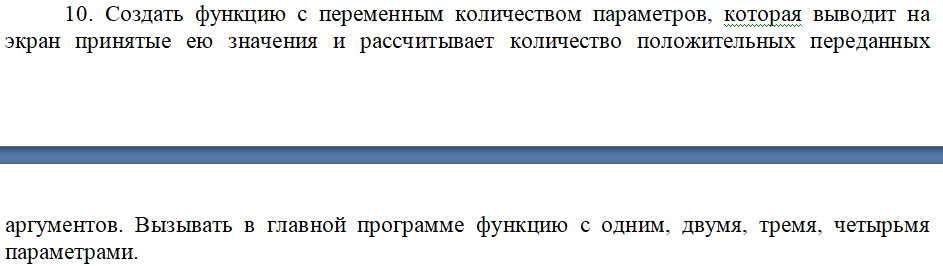 10. Создать функцию с переменным количеством параметров, которая выводит на
экран принятые ею значения и рассчитывает количество положительных переданных
аргументов. Вызывать в главной программе функцию с одним, двумя, тремя, четырьмя
параметрами.